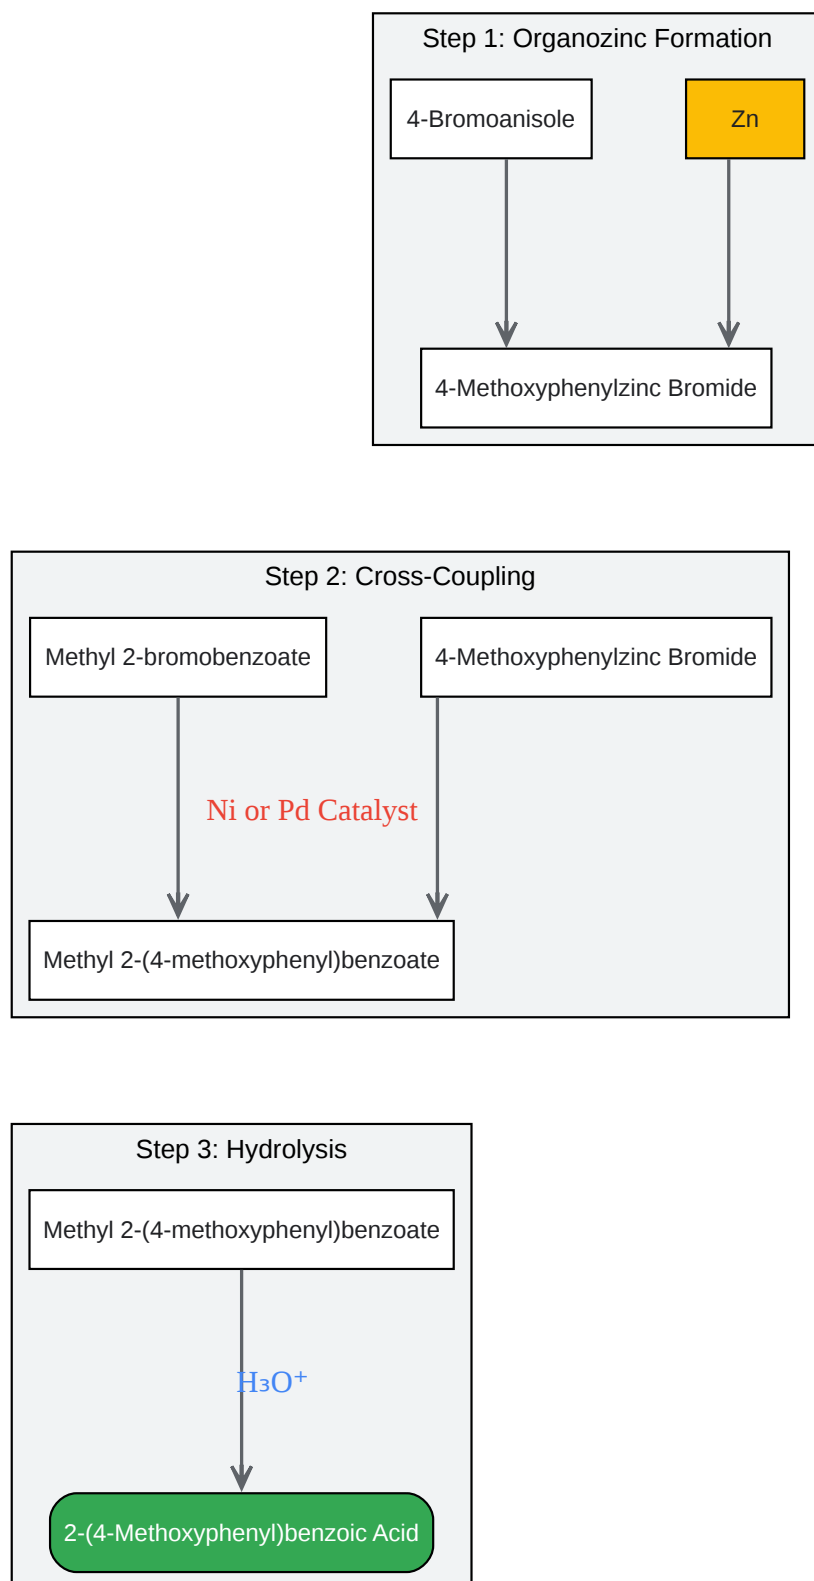 Step 1: Organozinc Formation
4-Bromoanisole
Zn
4-Methoxyphenylzinc Bromide
Step 2: Cross-Coupling
Methyl 2-bromobenzoate
4-Methoxyphenylzinc Bromide
Ni or Pd Catalyst
Methyl 2-(4-methoxyphenyl)benzoate
Step 3: Hydrolysis
Methyl 2-(4-methoxyphenyl)benzoate
H₃O⁺
2-(4-Methoxyphenyl)benzoic Acid